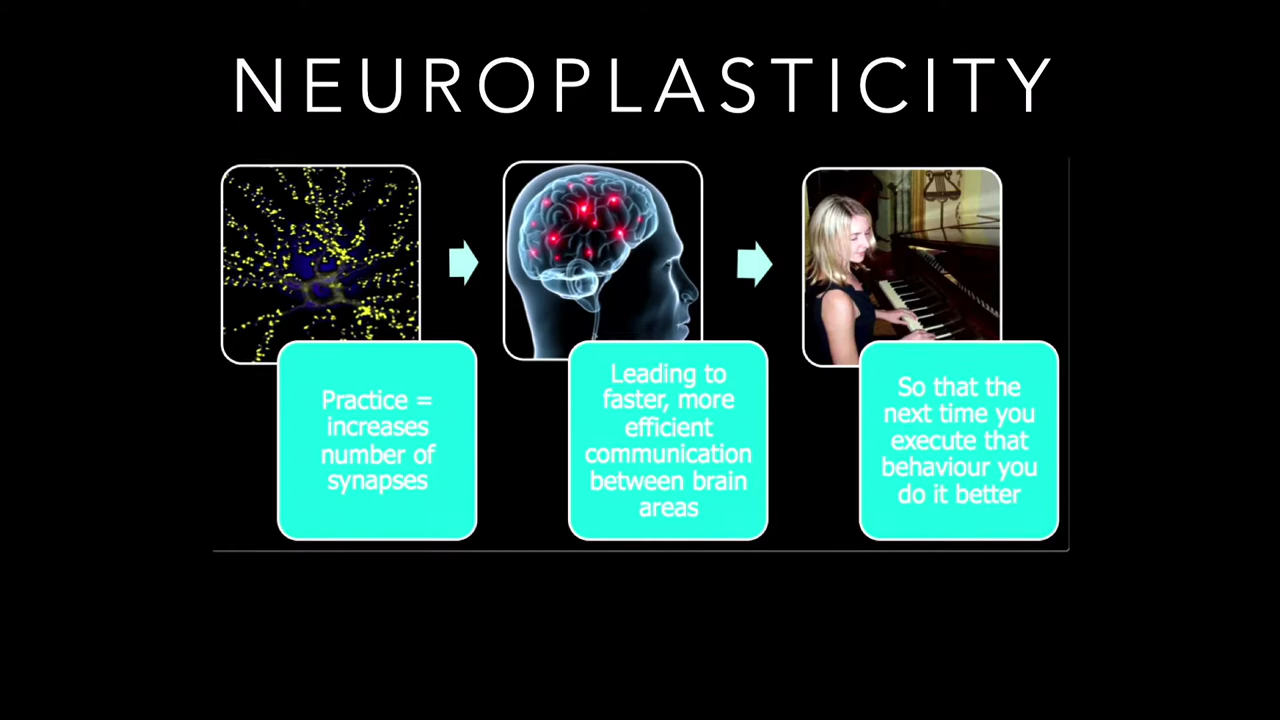 NEUROPLASTICITY
Practice =
increases
number of
synapses
Leading to
faster, more
efficient
communication
between brain
areas
So that the
next time you
execute that
behaviour you
do it better